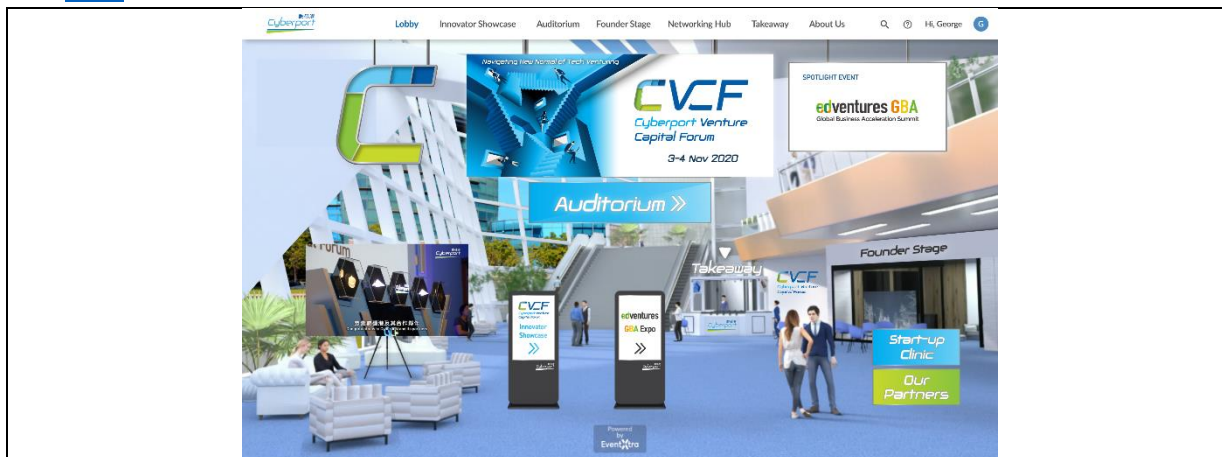 Cyberport
Lobby
Innovator Showcase
Auditorium
Founder Stage
Networking Hub
Takeaway
About Us
Hi, George
G
Navigating New Normal of Tech Venturing
CVCF
Cyberport Venture
Capital Forum
3-4 Nov 2020
SPOTLIGHT EVENT
edventures GBA
Global Business Acceleration Summit
Auditorium
Founder Stage
Takeaway
Forum
Cyberport
CVCF
CVCF
Innovator
Showcase
edventures
GBA Expo
Start-up
Clinic
Our
Partners
Powered
by
EventXtra